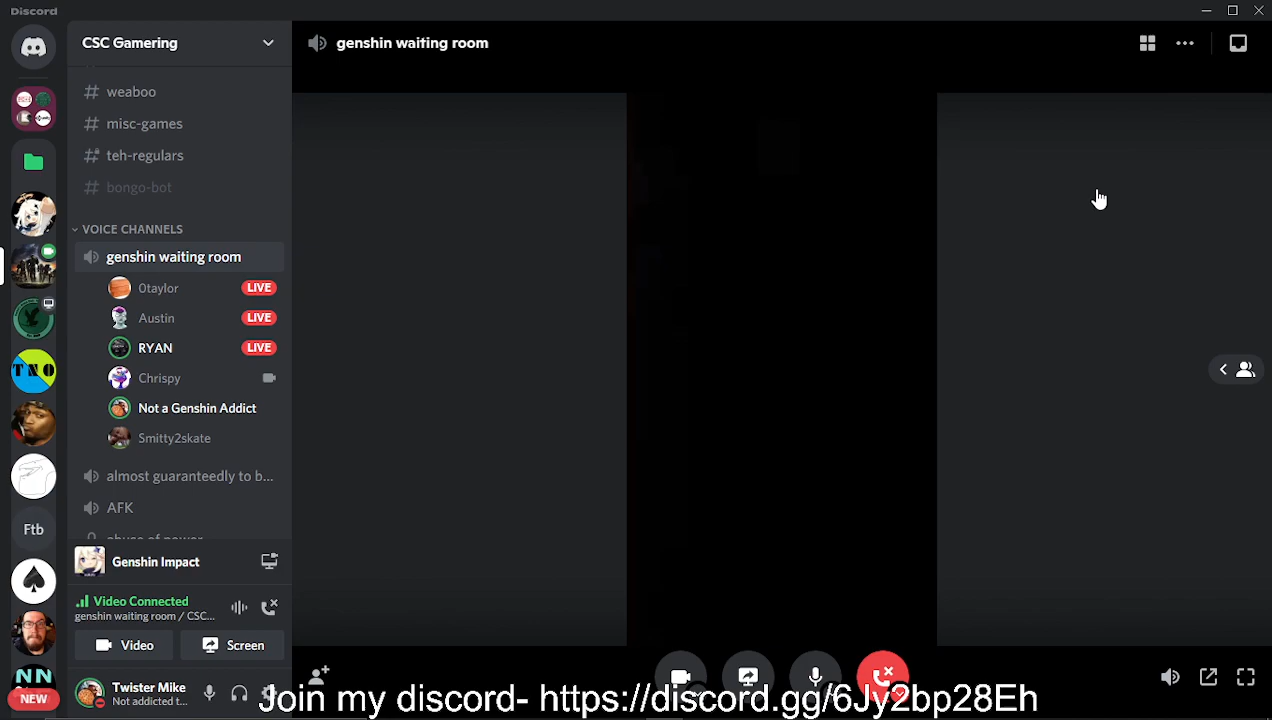 Discord
CSC Gamering
genshin waiting room
weaboo
misc-games
teh-regulars
bongo-bot
VOICE CHANNELS
genshin waiting room
0taylor LIVE
Austin LIVE
RYAN LIVE
Chrispy
Not a Genshin Addict
Smitty2skate
almost guaranteedly to b...
AFK
TNO
Ftb
Genshin Impact
Video Connected
genshin waiting room / CSC...
Video
Screen
NN
NEW
Twister Mike
Not addicted t...
Join my discord- https://discord.gg/6Jy2bp28Eh